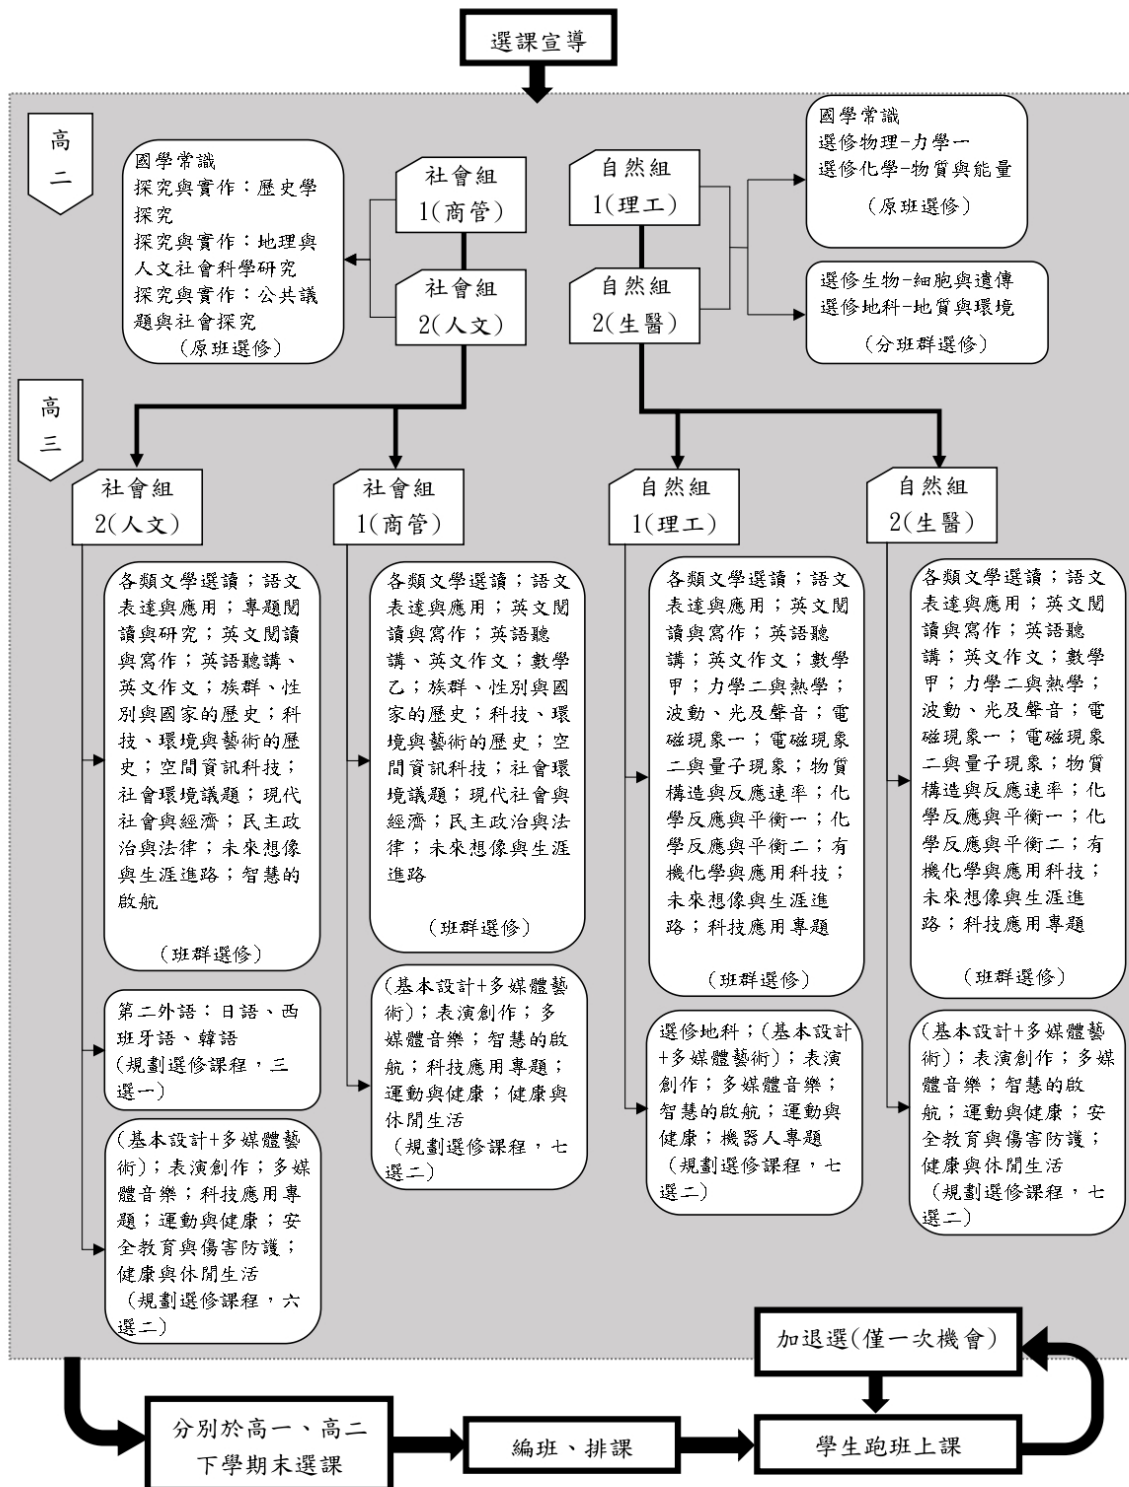 選課宣導
高
二
國學常識
探究與實作：歷史學
探究
探究與實作：地理與
人文社會科學研究
探究與實作：公共議
題與社會探究
（原班選修）
社會組
1(商管)
社會組
2(人文)
自然組
1(理工)
自然組
2(生醫)
國學常識
選修物理-力學一
選修化學-物質與能量
（原班選修）
選修生物-細胞與遺傳
選修地科-地質與環境
（分班群選修）
高
三
社會組
2(人文)
各類文學選讀；語文
表達與應用；專題閱
讀與研究；英文閱讀
與寫作；英語聽講、
英文作文；族群、性
別與國家的歷史；科
技、環境與藝術的歷
史；空間資訊科技；
社會環境議題；現代
社會與經濟；民主政
治與法律；未來想像
與生涯進路；智慧的
啟航
（班群選修）
第二外語：日語、西
班牙語、韓語
(規劃選修課程，三
選一)
(基本設計+多媒體藝
術)；表演創作；多媒
體音樂；科技應用專
題；運動與健康；安
全教育與傷害防護；
健康與休閒生活
（規劃選修課程，六
選二）
社會組
1(商管)
各類文學選讀；語文
表達與應用；英文閱
讀與寫作；英語聽
講、英文作文；數學
乙；族群、性別與國
家的歷史；科技、環
境與藝術的歷史；空
間資訊科技；社會環
境議題；現代社會與
經濟；民主政治與法
律；未來想像與生涯
進路
（班群選修）
(基本設計+多媒體藝
術)；表演創作；多
媒體音樂；智慧的啟
航；科技應用專題；
運動與健康；健康與
休閒生活
（規劃選修課程，七
選二）
自然組
1(理工)
各類文學選讀；語文
表達與應用；英文閱
讀與寫作；英語聽
講；英文作文；數學
甲；力學二與熱學；
波動、光及聲音；電
磁現象一；電磁現象
二與量子現象；物質
構造與反應速率；化
學反應與平衡一；化
學反應與平衡二；有
機化學與應用科技；
未來想像與生涯進
路；科技應用專題
（班群選修）
選修地科；(基本設計
+多媒體藝術)；表演
創作；多媒體音樂；
智慧的啟航；運動與
健康；機器人專題
（規劃選修課程，七
選二）
自然組
2(生醫)
各類文學選讀；語文
表達與應用；英文閱
讀與寫作；英語聽
講；英文作文；數學
甲；力學二與熱學；
波動、光及聲音；電
磁現象一；電磁現象
二與量子現象；物質
構造與反應速率；化
學反應與平衡一；化
學反應與平衡二；有
機化學與應用科技；
未來想像與生涯進
路；科技應用專題
（班群選修）
(基本設計+多媒體藝
術)；表演創作；多媒
體音樂；智慧的啟
航；運動與健康；安
全教育與傷害防護；
健康與休閒生活
（規劃選修課程，七
選二）
加退選(僅一次機會)
分別於高一、高二
下學期末選課
編班、排課
學生跑班上課